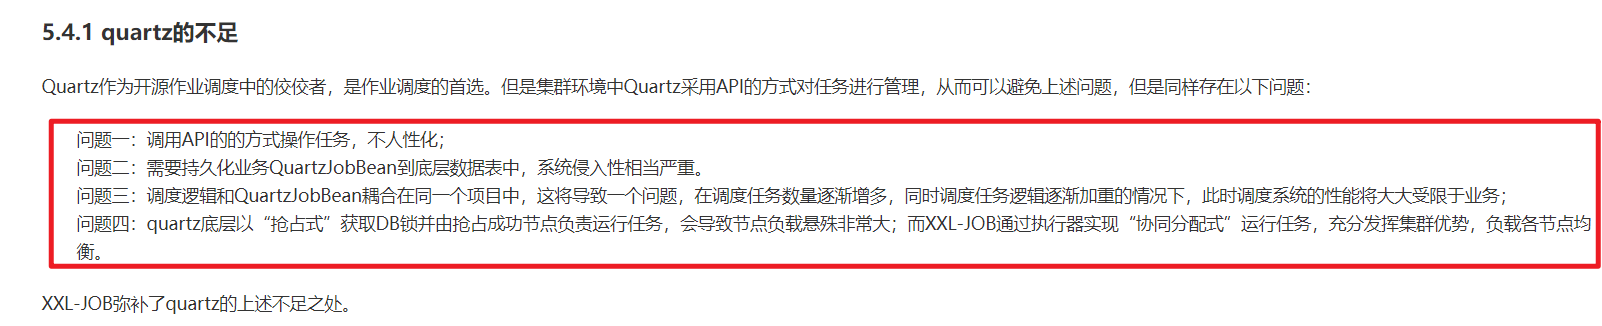 5.4.1 quartz的不足
Quartz作为开源作业调度中的佼佼者，是作业调度的首选。但是集群环境中Quartz采用API的方式对任务进行管理，从而可以避免上述问题，但是同样存在以下问题：
问题一：调用API的的方式操作任务，不人性化；
问题二：需要持久化业务QuartzJobBean到底层数据表中，系统侵入性相当严重。
问题三：调度逻辑和QuartzJobBean耦合在同一个项目中，这将导致一个问题，在调度任务数量逐渐增多，同时调度任务逻辑逐渐加重的情况下，此时调度系统的性能将大大受限于业务；
问题四：quartz底层以“抢占式”获取DB锁并由抢占成功节点负责运行任务，会导致节点负载悬殊非常大；而XXL-JOB通过执行器实现“协同分配式”运行任务，充分发挥集群优势，负载各节点均
衡。
XXL-JOB弥补了quartz的上述不足之处。